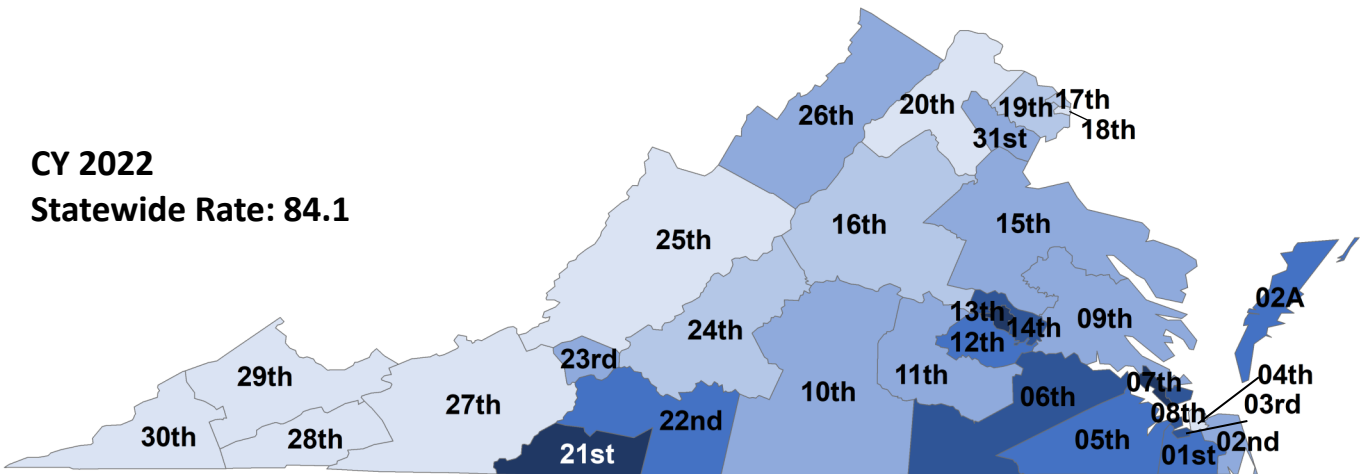 CY 2022
Statewide Rate: 84.1
26th
20th
19th
17th
18th
31st
25th
16th
15th
02A
13th
14th
12th
09th
24th
23rd
29th
27th
10th
11th
06th
07th
04th
03rd
08th
30th
28th
22nd
21st
05th
02nd
01st